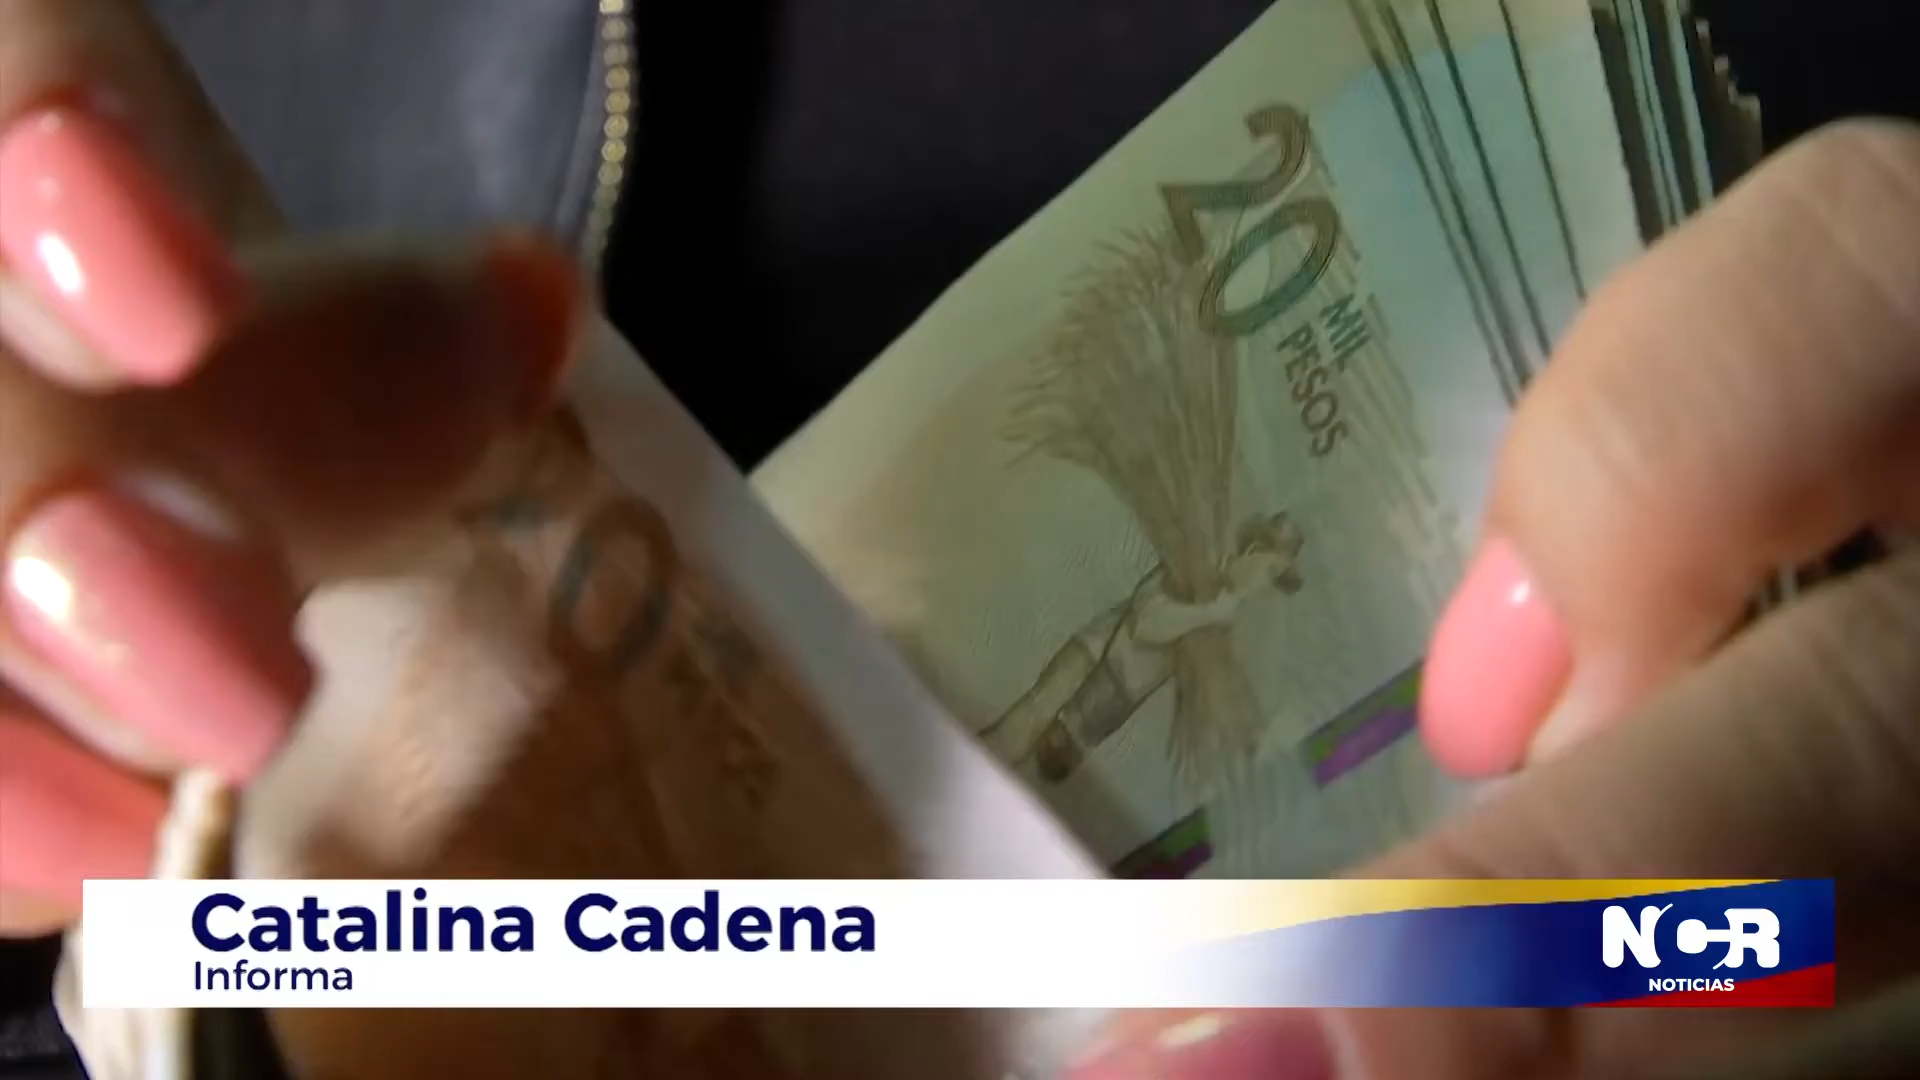 20
MIL
PESOS
Catalina Cadena
Informa
NCR
NOTICIAS